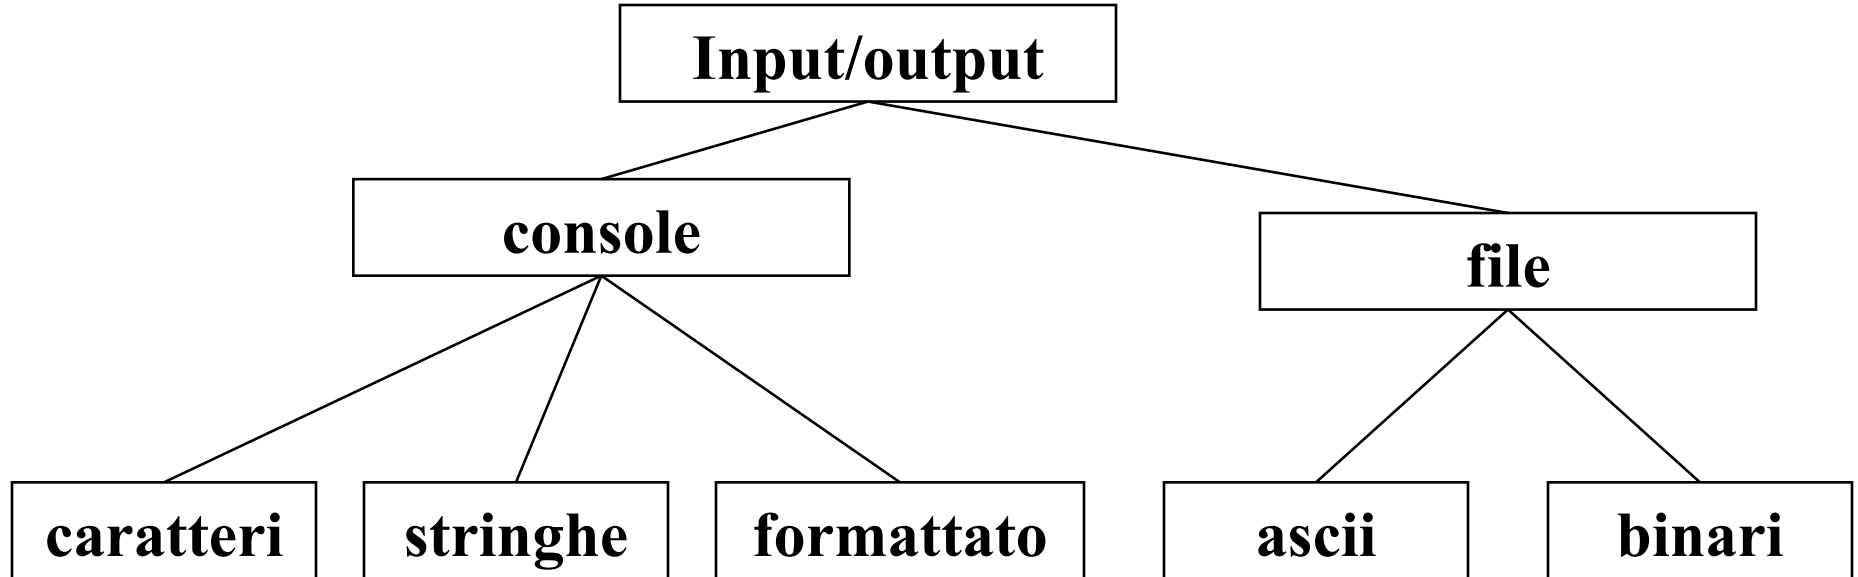 Input/output
console
file
caratteri
stringhe
formattato
ascii
binari